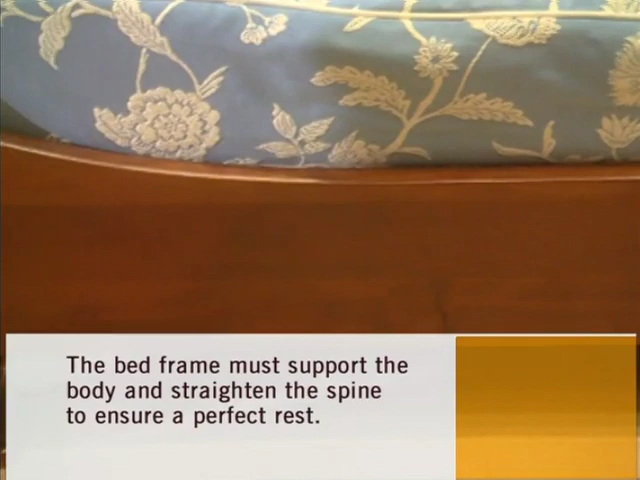 The bed frame must support the
body and straighten the spine
to ensure a perfect rest.